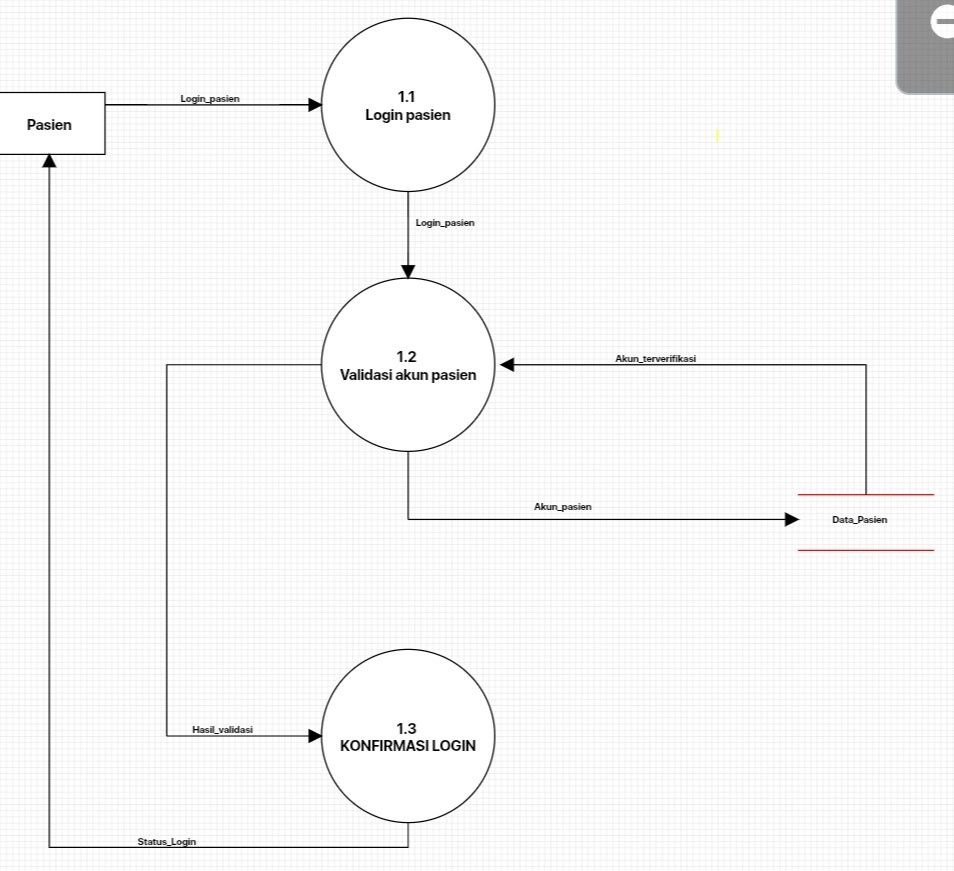 Login_pasien
1.1
Login pasien
Pasien
Login_pasien
1.2
Validasi akun pasien
Akun_terverifikasi
Akun_pasien
Data_Pasien
Hasil_validasi
1.3
KONFIRMASI LOGIN
Status_Login